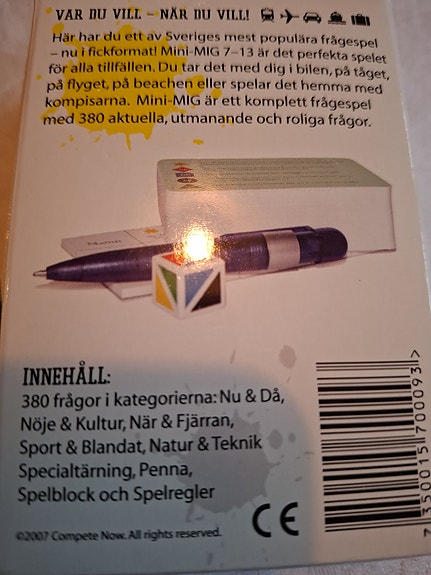 VAR DU VILL – NÄR DU VILL!
Här har du ett av Sveriges mest populära frågespel
– nu i fickformat! Mini-MIG 7–13 är det perfekta spelet
för alla tillfällen. Du tar det med dig i bilen, på tåget,
på flyget, på beachen eller spelar det hemma med
kompisarna. Mini-MIG är ett komplett frågespel
med 380 aktuella, utmanande och roliga frågor.
INNEHÅLL:
380 frågor i kategorierna: Nu & Då,
Nöje & Kultur, När & Fjärran,
Sport & Blandat, Natur & Teknik
Specialtärning, Penna,
Spelblock och Spelregler
©2007 Compete Now. All rights reserved.
CE
7 350015 700093 >